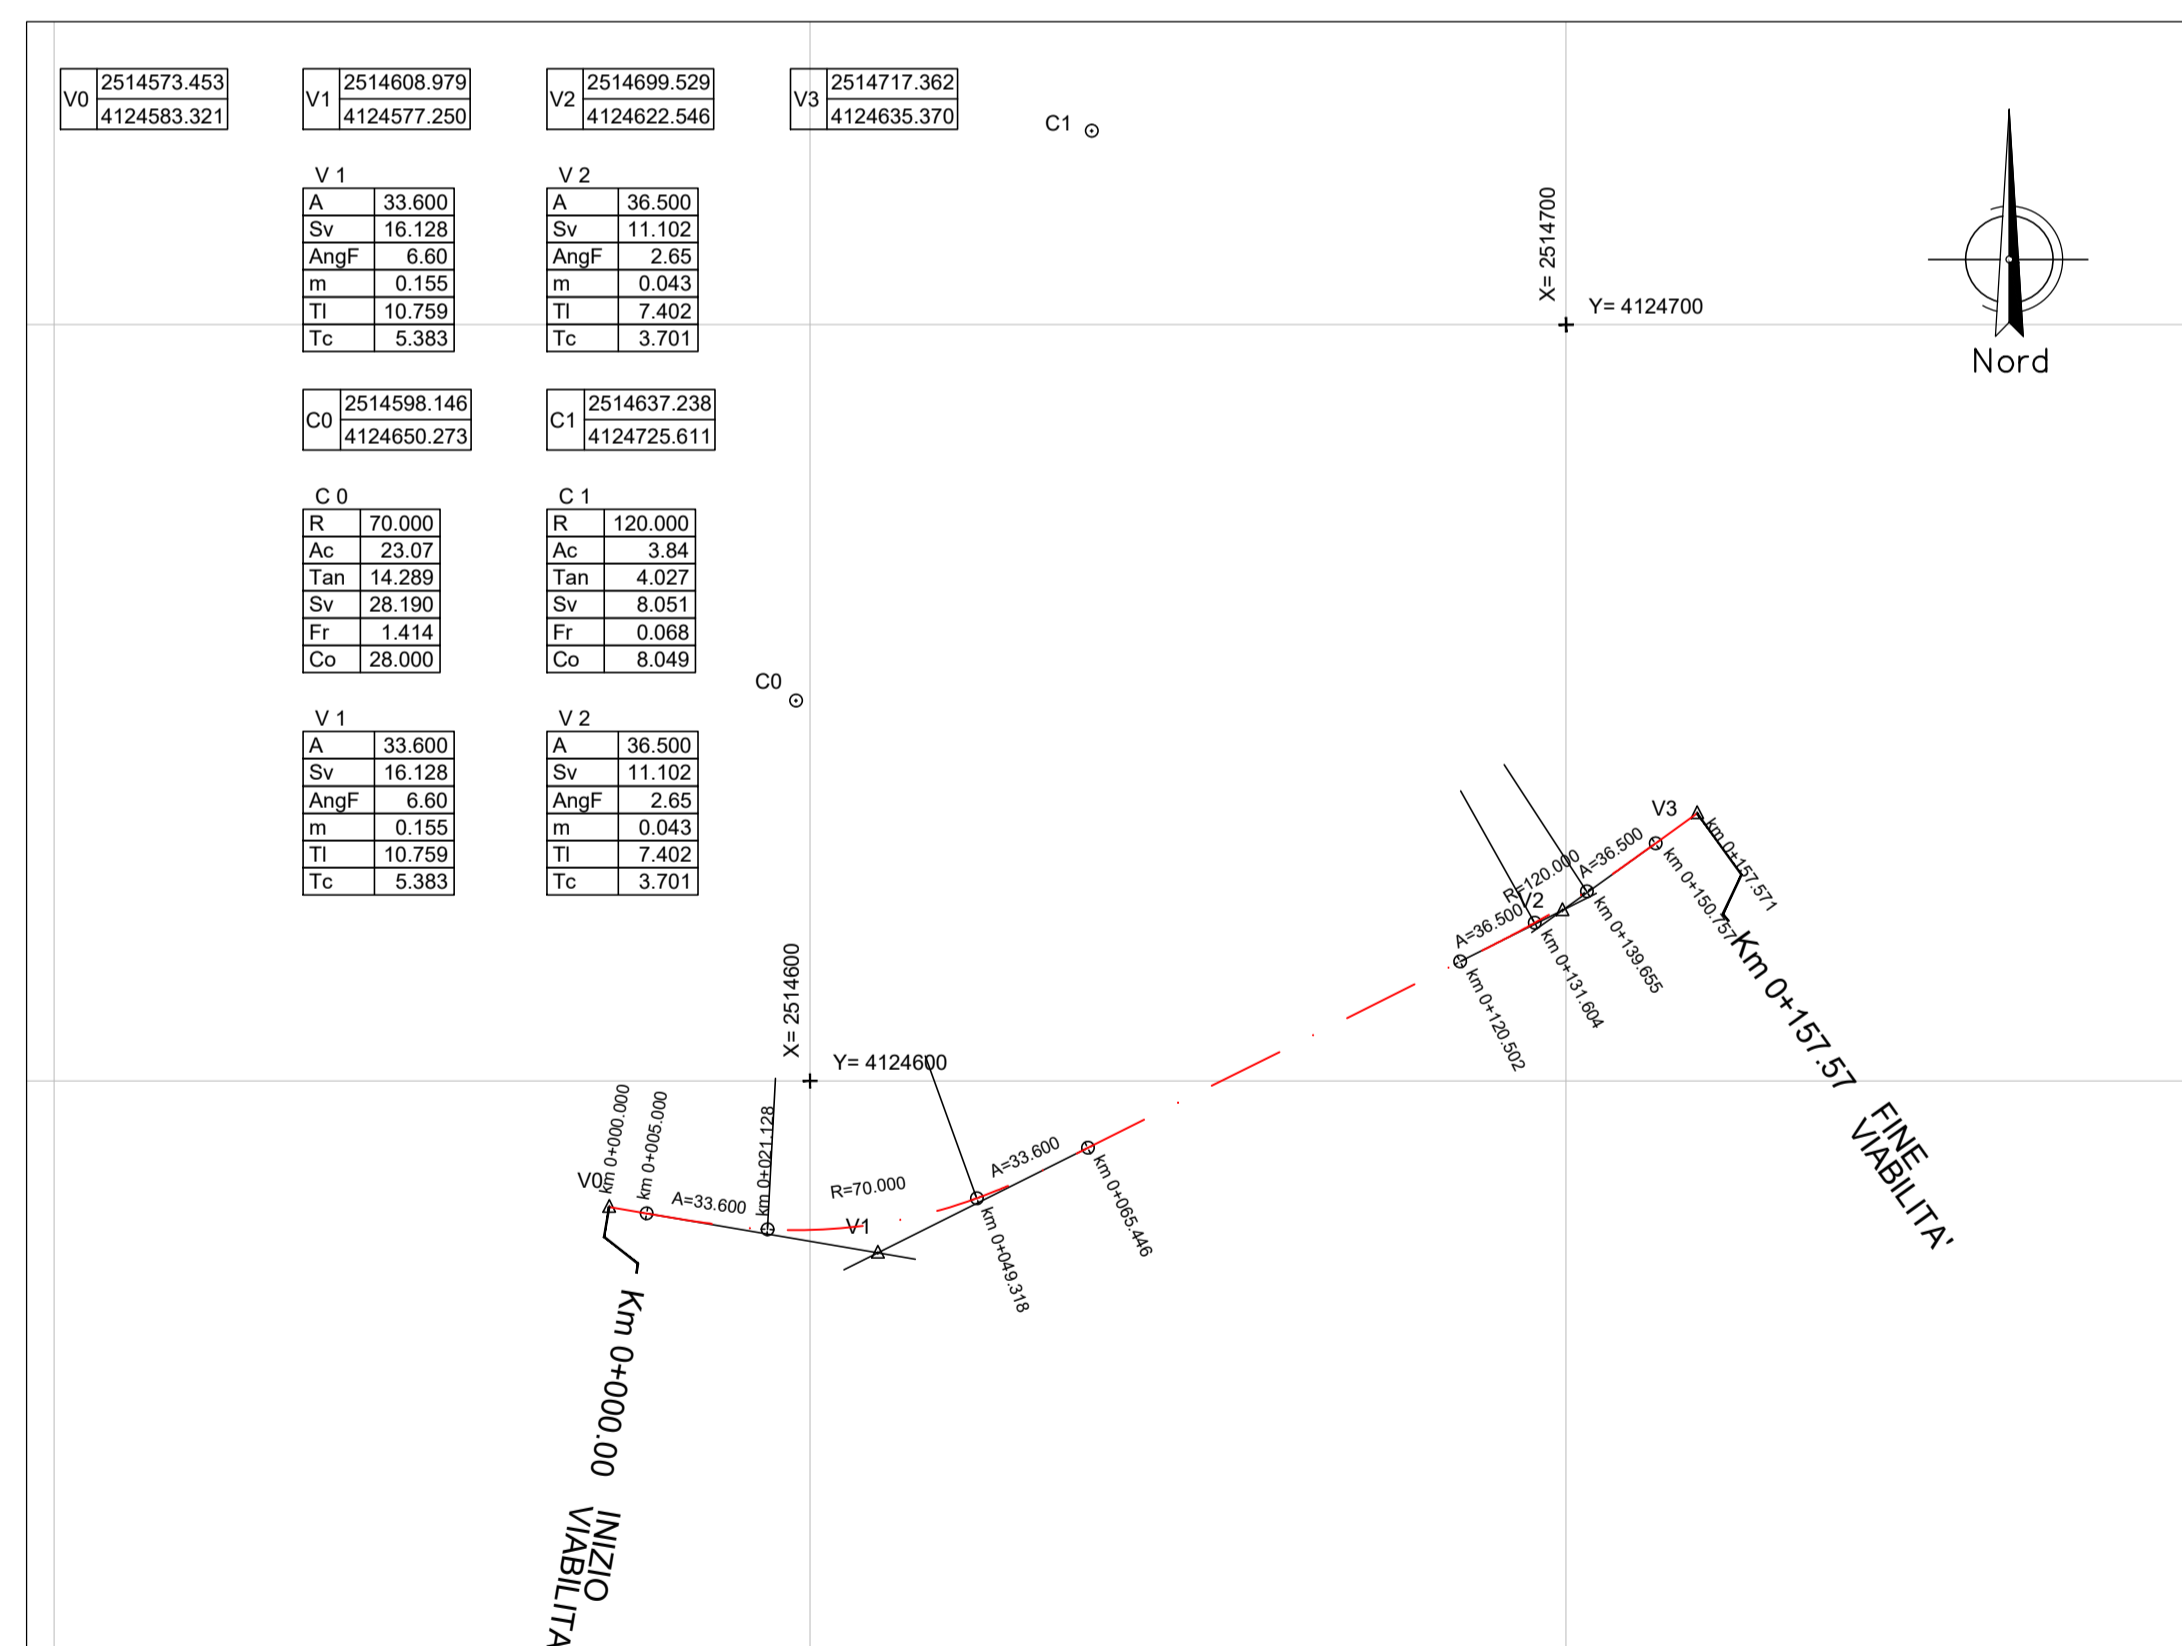 V0 2514573.453
4124583.321
V1 2514608.979
4124577.250
V2 2514699.529
4124622.546
V3 2514717.362
4124635.370
C1
V 1
A 33.600
Sv 16.128
AngF 6.60
m 0.155
Tl 10.759
Tc 5.383
V 2
A 36.500
Sv 11.102
AngF 2.65
m 0.043
Tl 7.402
Tc 3.701
X= 2514700
Y= 4124700
Nord
C0 2514598.146
4124650.273
C1 2514637.238
4124725.611
C 0
R 70.000
Ac 23.07
Tan 14.289
Sv 28.190
Fr 1.414
Co 28.000
C 1
R 120.000
Ac 3.84
Tan 4.027
Sv 8.051
Fr 0.068
Co 8.049
C0
V 1
A 33.600
Sv 16.128
AngF 6.60
m 0.155
Tl 10.759
Tc 5.383
V 2
A 36.500
Sv 11.102
AngF 2.65
m 0.043
Tl 7.402
Tc 3.701
V3
km 0+157.571
A=36.500
km 0+150.757
R=120.000
V2
km 0+139.655
A=36.500
km 0+131.604
km 0+120.502
Km 0+157.57 FINE
VIABILITA'
X= 2514600
Y= 4124600
V0
km 0+000.000
km 0+005.000
A=33.600
km 0+021.128
R=70.000
V1
A=33.600
km 0+049.318
km 0+065.446
Km 0+000.00 INIZIO
VIABILITA